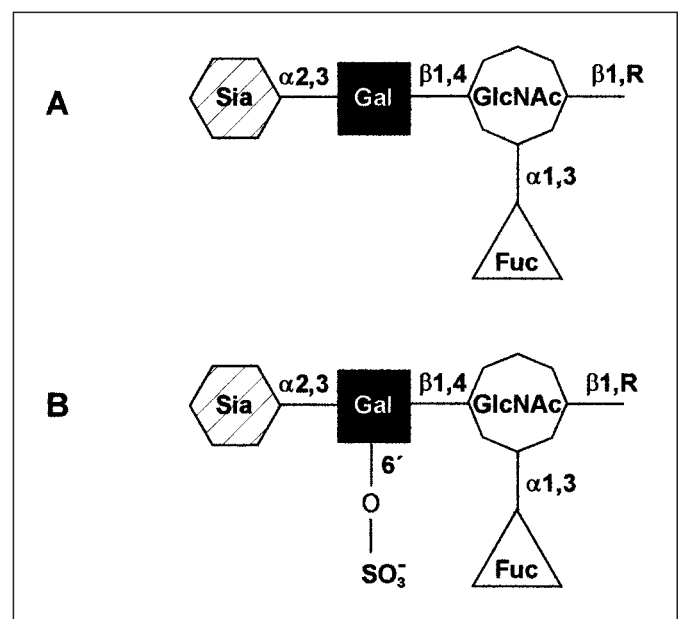 A
α2,3 β1,4 β1,R
Sia Gal GlcNAc
α1,3
Fuc
B
α2,3 β1,4 β1,R
Sia Gal GlcNAc
6´
α1,3
O
SO₃⁻
Fuc